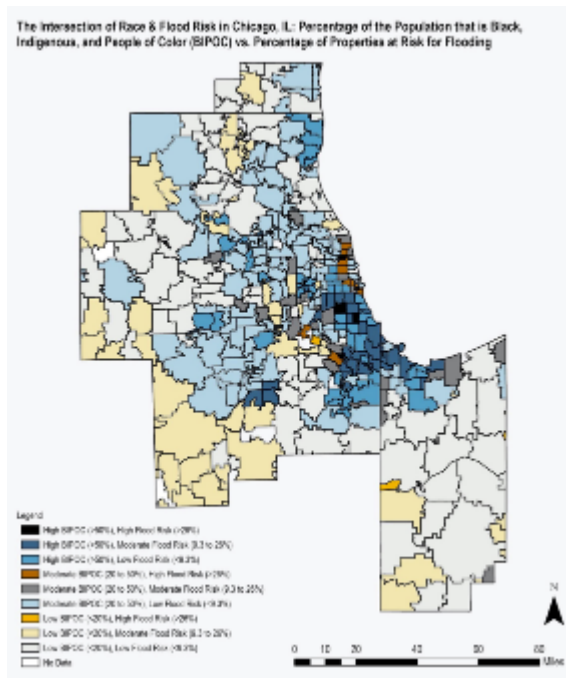 The Intersection of Race & Flood Risk in Chicago, IL: Percentage of the Population that is Black,
Indigenous, and People of Color (BIPOC) vs. Percentage of Properties at Risk for Flooding
Legend
High BIPOC (>50%), High Flood Risk (>26%)
High BIPOC (>50%), Moderate Flood Risk (9.3 to 26%)
High BIPOC (>50%), Low Flood Risk (<9.3%)
Moderate BIPOC (20 to 50%), High Flood Risk (>26%)
Moderate BIPOC (20 to 50%), Moderate Flood Risk (9.3 to 26%)
Moderate BIPOC (20 to 50%), Low Flood Risk (<9.3%)
Low BIPOC (<20%), High Flood Risk (>26%)
Low BIPOC (<20%), Moderate Flood Risk (9.3 to 26%)
Low BIPOC (<20%), Low Flood Risk (<9.3%)
No Data
N
0 10 20 40 60 80
Miles